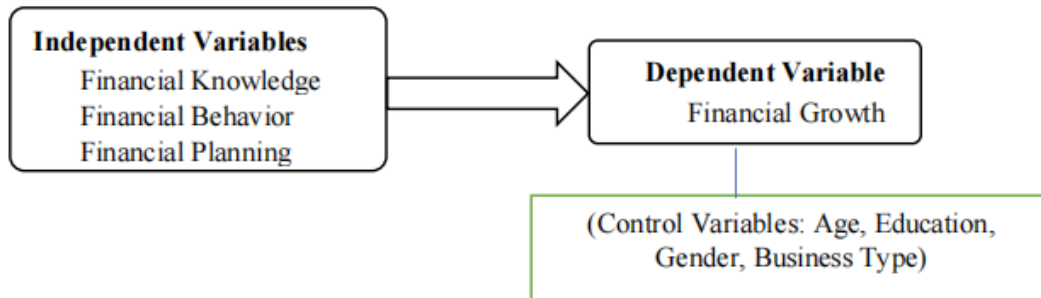 Independent Variables
Financial Knowledge
Financial Behavior
Financial Planning
Dependent Variable
Financial Growth
(Control Variables: Age, Education,
Gender, Business Type)